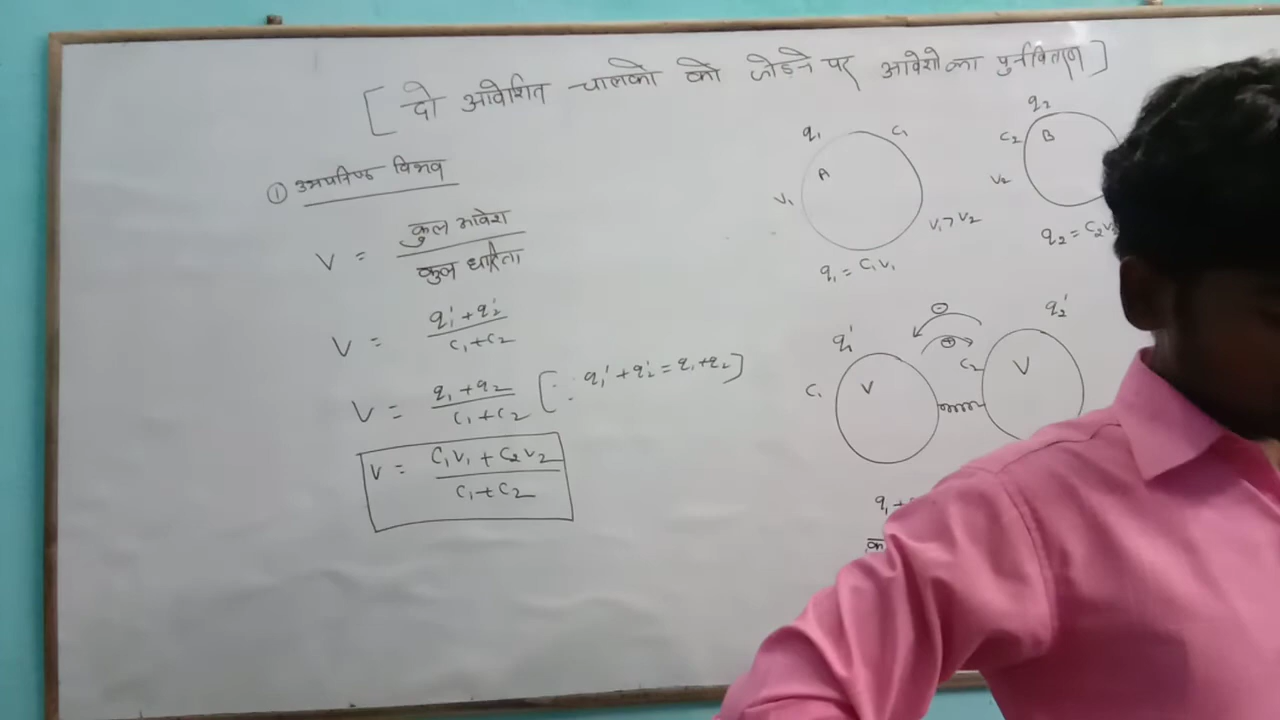 [ दो आवेशित चालको को जोड़ने पर आवेशो का पुर्नवितरण ]
① उभयनिष्ठ विभव
V = कुल आवेश / कुल धारिता
V = q₁' + q₂' / C₁ + C₂
V = q₁ + q₂ / C₁ + C₂ [∵ q₁' + q₂' = q₁ + q₂]
V = C₁V₁ + C₂V₂ / C₁ + C₂
q₁ C₁
A
V₁
V₁ > V₂
q₁ = C₁V₁
q₂
C₂ B
V₂
q₂ = C₂V₂
q₁'
C₁ V
⊖
⊕
q₂'
C₂ V
q₁ +